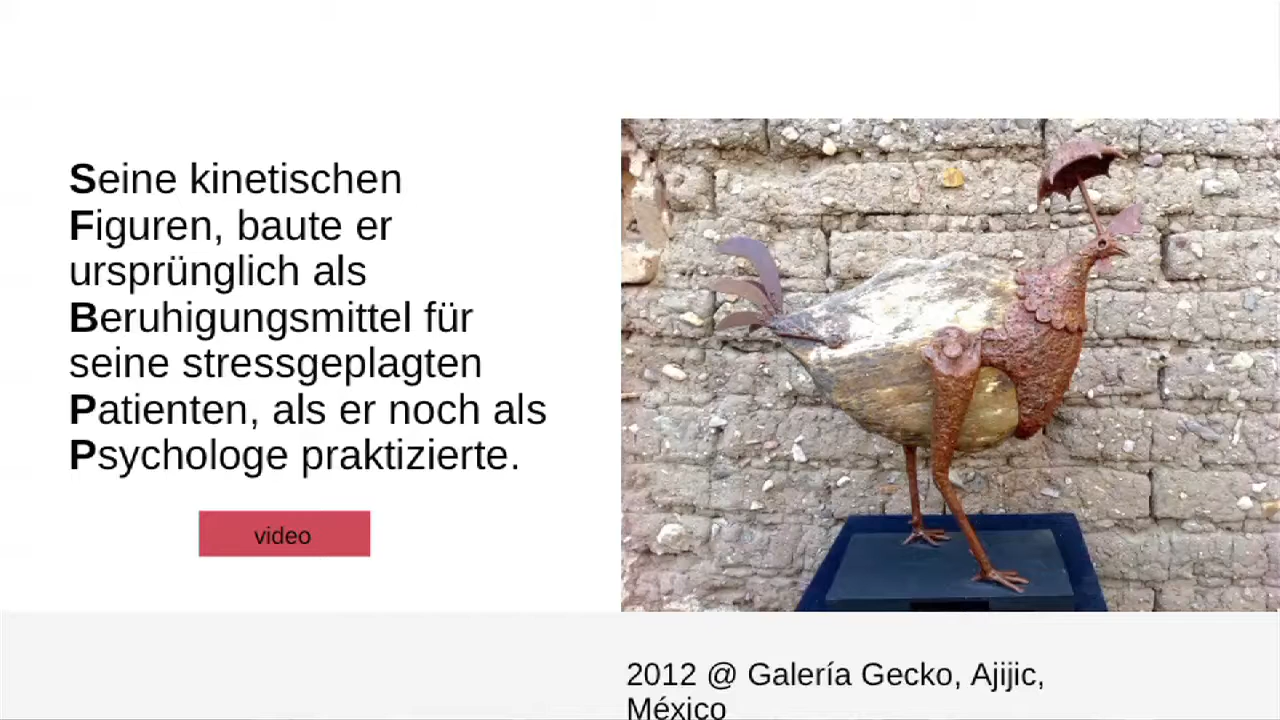 Seine kinetischen
Figuren, baute er
ursprünglich als
Beruhigungsmittel für
seine stressgeplagten
Patienten, als er noch als
Psychologe praktizierte.
video
2012 @ Galería Gecko, Ajijic,
México